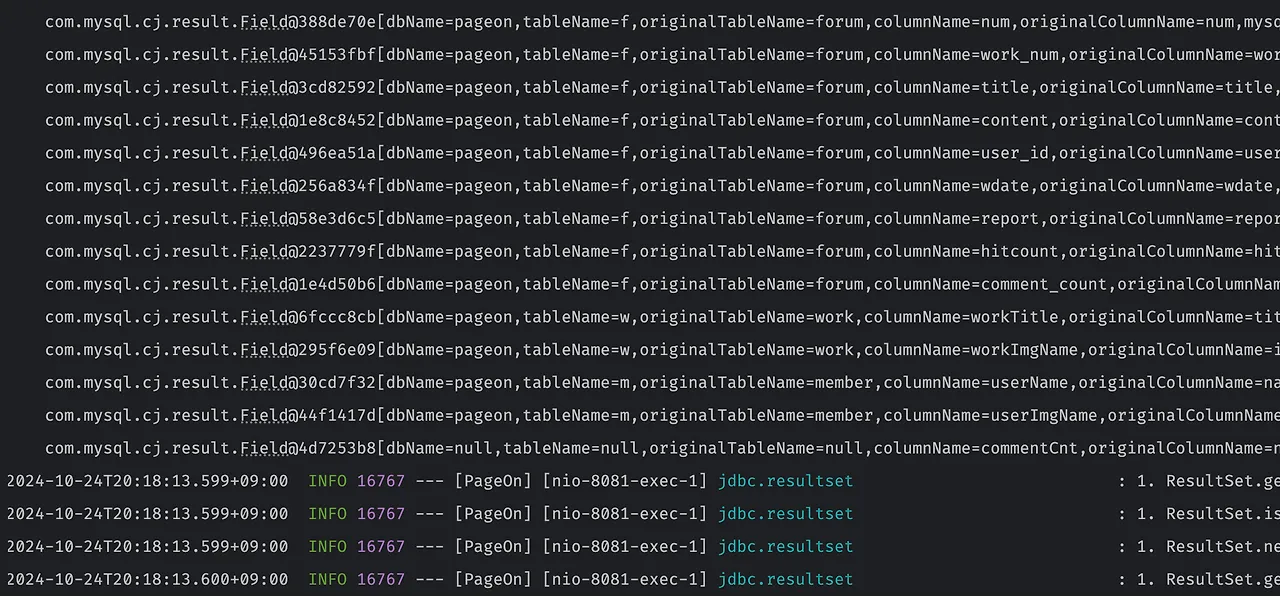 com.mysql.cj.result.Field@388de70e[dbName=pageon,tableName=f,originalTableName=forum,columnName=num,originalColumnName=num,mysq
com.mysql.cj.result.Field@45153fbf[dbName=pageon,tableName=f,originalTableName=forum,columnName=work_num,originalColumnName=wor
com.mysql.cj.result.Field@3cd82592[dbName=pageon,tableName=f,originalTableName=forum,columnName=title,originalColumnName=title,
com.mysql.cj.result.Field@1e8c8452[dbName=pageon,tableName=f,originalTableName=forum,columnName=content,originalColumnName=cont
com.mysql.cj.result.Field@496ea51a[dbName=pageon,tableName=f,originalTableName=forum,columnName=user_id,originalColumnName=user
com.mysql.cj.result.Field@256a834f[dbName=pageon,tableName=f,originalTableName=forum,columnName=wdate,originalColumnName=wdate,
com.mysql.cj.result.Field@58e3d6c5[dbName=pageon,tableName=f,originalTableName=forum,columnName=report,originalColumnName=repor
com.mysql.cj.result.Field@2237779f[dbName=pageon,tableName=f,originalTableName=forum,columnName=hitcount,originalColumnName=hit
com.mysql.cj.result.Field@1e4d50b6[dbName=pageon,tableName=f,originalTableName=forum,columnName=comment_count,originalColumnNam
com.mysql.cj.result.Field@6fccc8cb[dbName=pageon,tableName=w,originalTableName=work,columnName=workTitle,originalColumnName=tit
com.mysql.cj.result.Field@295f6e09[dbName=pageon,tableName=w,originalTableName=work,columnName=workImgName,originalColumnName=i
com.mysql.cj.result.Field@30cd7f32[dbName=pageon,tableName=m,originalTableName=member,columnName=userName,originalColumnName=na
com.mysql.cj.result.Field@44f1417d[dbName=pageon,tableName=m,originalTableName=member,columnName=userImgName,originalColumnName
com.mysql.cj.result.Field@4d7253b8[dbName=null,tableName=null,originalTableName=null,columnName=commentCnt,originalColumnName=n
2024-10-24T20:18:13.599+09:00  INFO 16767 --- [PageOn] [nio-8081-exec-1] jdbc.resultset                           : 1. ResultSet.ge
2024-10-24T20:18:13.599+09:00  INFO 16767 --- [PageOn] [nio-8081-exec-1] jdbc.resultset                           : 1. ResultSet.is
2024-10-24T20:18:13.599+09:00  INFO 16767 --- [PageOn] [nio-8081-exec-1] jdbc.resultset                           : 1. ResultSet.ne
2024-10-24T20:18:13.600+09:00  INFO 16767 --- [PageOn] [nio-8081-exec-1] jdbc.resultset                           : 1. ResultSet.ge